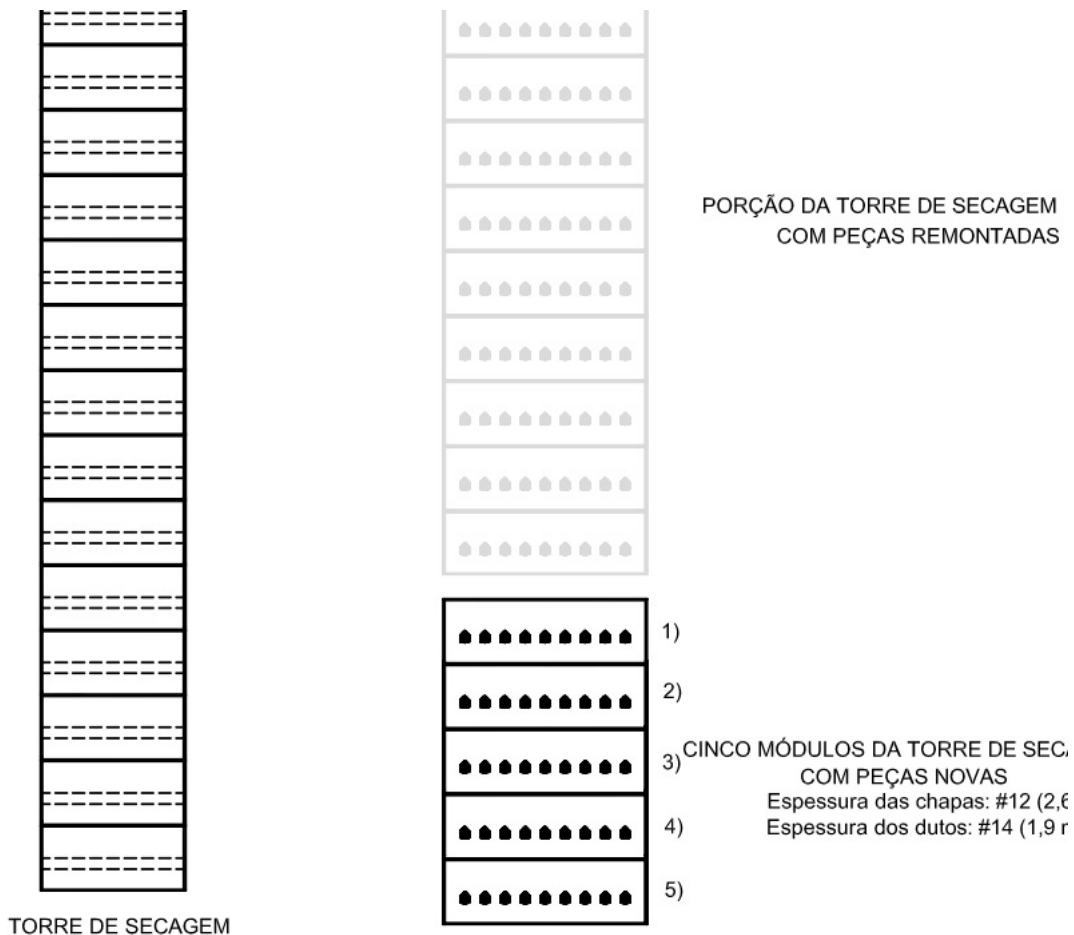 PORÇÃO DA TORRE DE SECAGEM
COM PEÇAS REMONTADAS
1)
2)
3)
CINCO MÓDULOS DA TORRE DE SECA
COM PEÇAS NOVAS
Espessura das chapas: #12 (2,6
Espessura dos dutos: #14 (1,9 m
4)
5)
TORRE DE SECAGEM